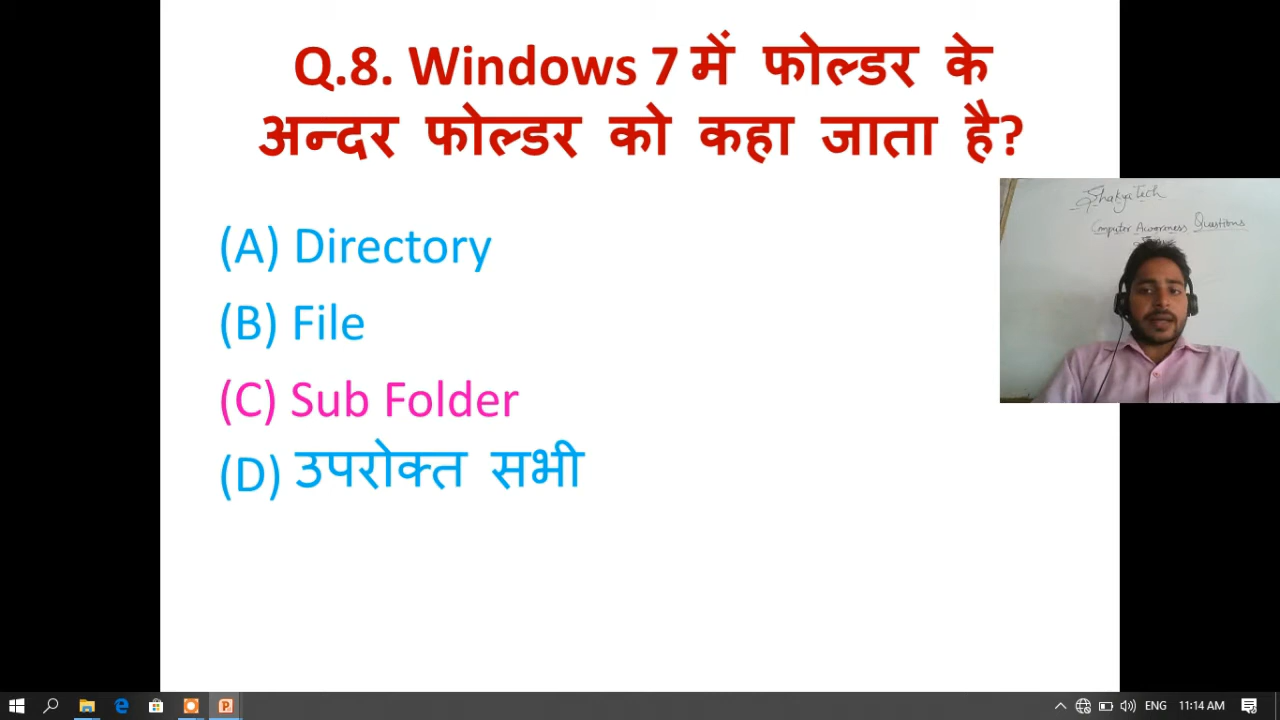 Q.8. Windows 7 में फोल्डर के
अन्दर फोल्डर को कहा जाता है?
(A) Directory
(B) File
(C) Sub Folder
(D) उपरोक्त सभी
ShakyaTech
Computer Awareness Questions
ENG
11:14 AM